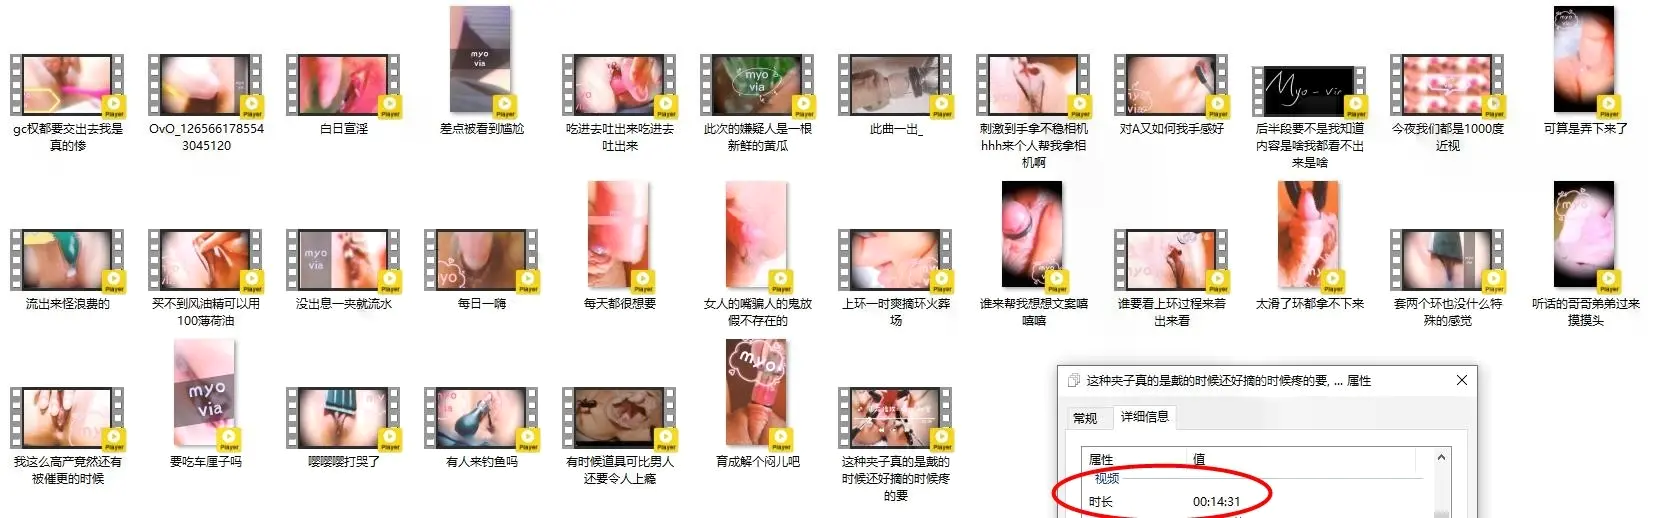 gc权都要交出去我是
真的惨
OvO_126566178554
3045120
白日宣淫
myo
via
差点被看到尴尬
吃进去吐出来吃进去
吐出来
myo
via
此次的嫌疑人是一根
新鲜的黄瓜
此曲一出_
刺激到手拿不稳相机
hhh来个人帮我拿相
机啊
对A又如何我手感好
Myo-via
后半段要不是我知道
内容是啥我都看不出
来是啥
今夜我们都是1000度
近视
myo
via
可算是弄下来了
流出来怪浪费的
买不到风油精可以用
100薄荷油
myo
via
没出息一夹就流水
myo
每日一嗨
每天都很想要
女人的嘴骗人的鬼放
假不存在的
上环一时爽摘环火葬
场
myo
via
谁来帮我想想文案嘻
嘻嘻嘻
谁要看上环过程来若
出来看
太滑了环都拿不下来
套两个环也没什么特
殊的感觉
myo
via
听话的哥哥弟弟过来
摸摸头
我这么高产竟然还有
被催更的时候
myo
via
要吃车厘子吗
嘤嘤嘤打哭了
有人来钓鱼吗
有时候道具可比男人
还要令人上瘾
myo
育成解个闷儿吧
这种夹子真的是戴的
时候还好摘的时候疼
的要
这种夹子真的是戴的时候还好摘的时候疼的要, ... 属性
常规 详细信息
属性 值
视频
时长 00:14:31
Player